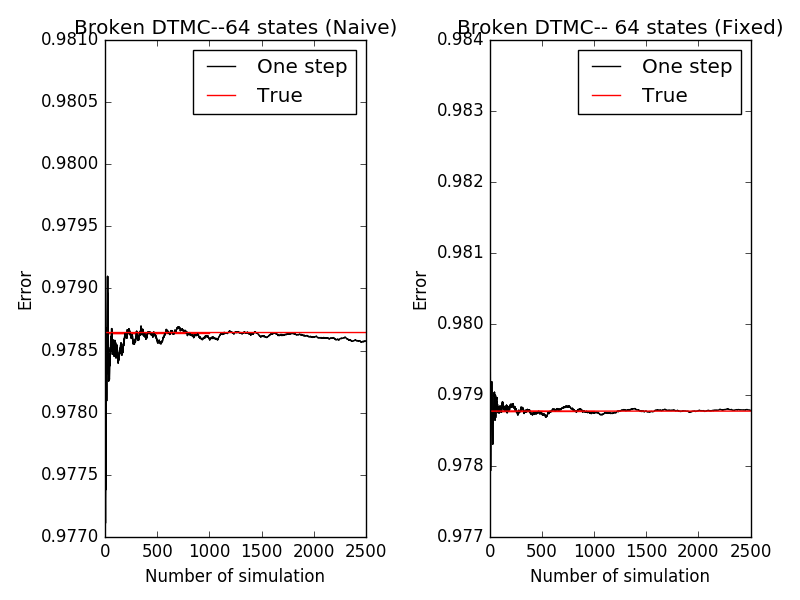 Broken DTMC--64 states (Naive)
0.9810
0.9805
0.9800
0.9795
0.9790
0.9785
0.9780
0.9775
0.9770
Error
One step
True
0 500 1000 1500 2000 2500
Number of simulation
Broken DTMC-- 64 states (Fixed)
0.984
0.983
0.982
0.981
0.980
0.979
0.978
0.977
Error
One step
True
0 500 1000 1500 2000 2500
Number of simulation